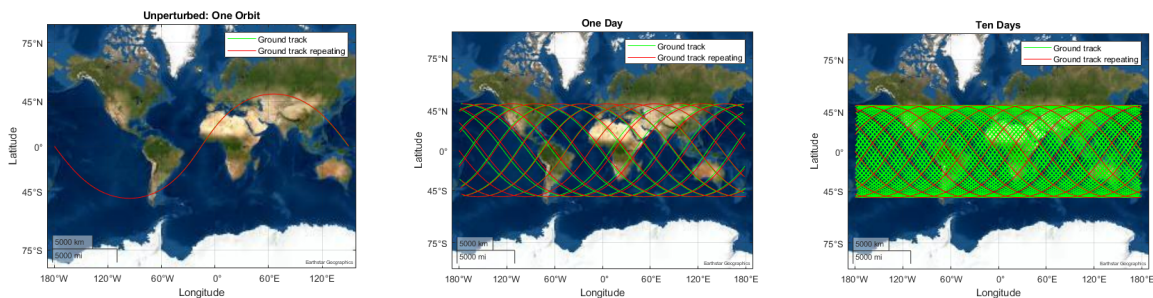 Unperturbed: One Orbit
Ground track
Ground track repeating
75°N
45°N
0°
45°S
75°S
Latitude
5000 km
5000 mi
Earthstar Geographics
180°W 120°W 60°W 0° 60°E 120°E
Longitude
One Day
Ground track
Ground track repeating
75°N
45°N
0°
45°S
75°S
Latitude
5000 km
5000 mi
Earthstar Geographics
180°W 120°W 60°W 0° 60°E 120°E 180°E
Longitude
Ten Days
Ground track
Ground track repeating
75°N
45°N
0°
45°S
75°S
Latitude
5000 km
5000 mi
Earthstar Geographics
180°W 120°W 60°W 0° 60°E 120°E 180°E
Longitude